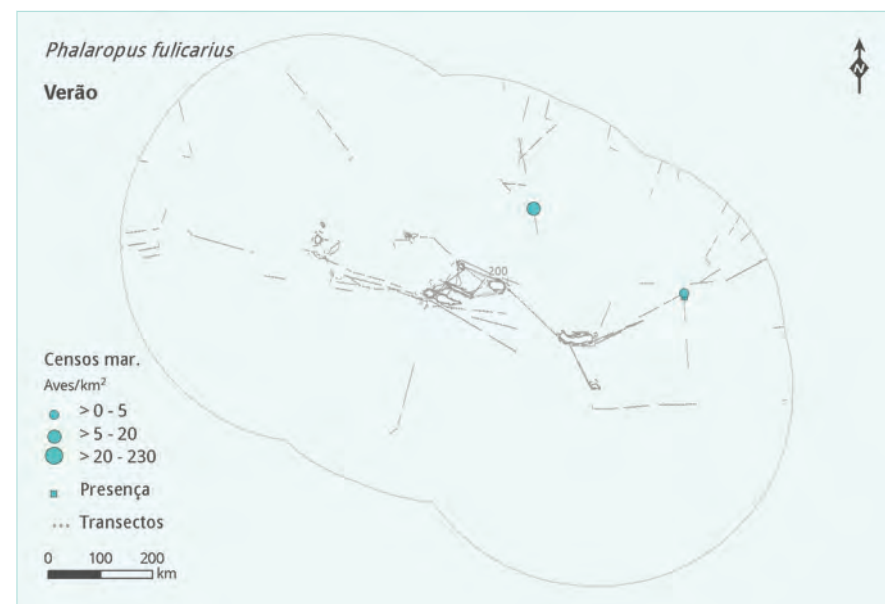 Phalaropus fulicarius
Verão
N
200
Censos mar.
Aves/km²
> 0 - 5
> 5 - 20
> 20 - 230
Presença
Transectos
0 100 200
km